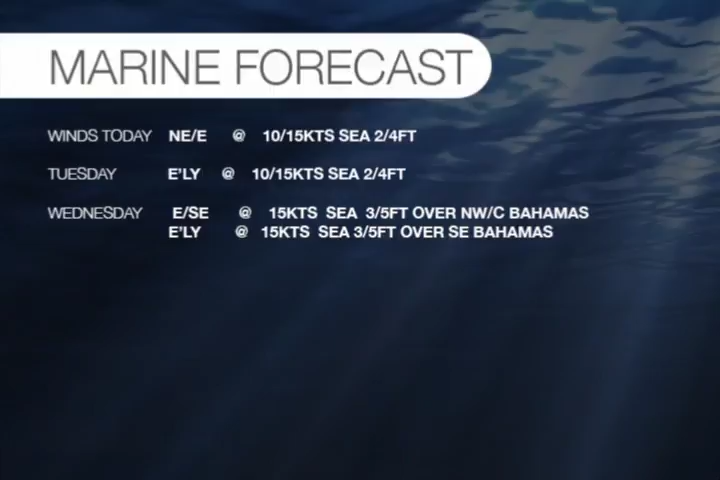 MARINE FORECAST
WINDS TODAY NE/E @ 10/15KTS SEA 2/4FT
TUESDAY E'LY @ 10/15KTS SEA 2/4FT
WEDNESDAY E/SE @ 15KTS SEA 3/5FT OVER NW/C BAHAMAS
E'LY @ 15KTS SEA 3/5FT OVER SE BAHAMAS